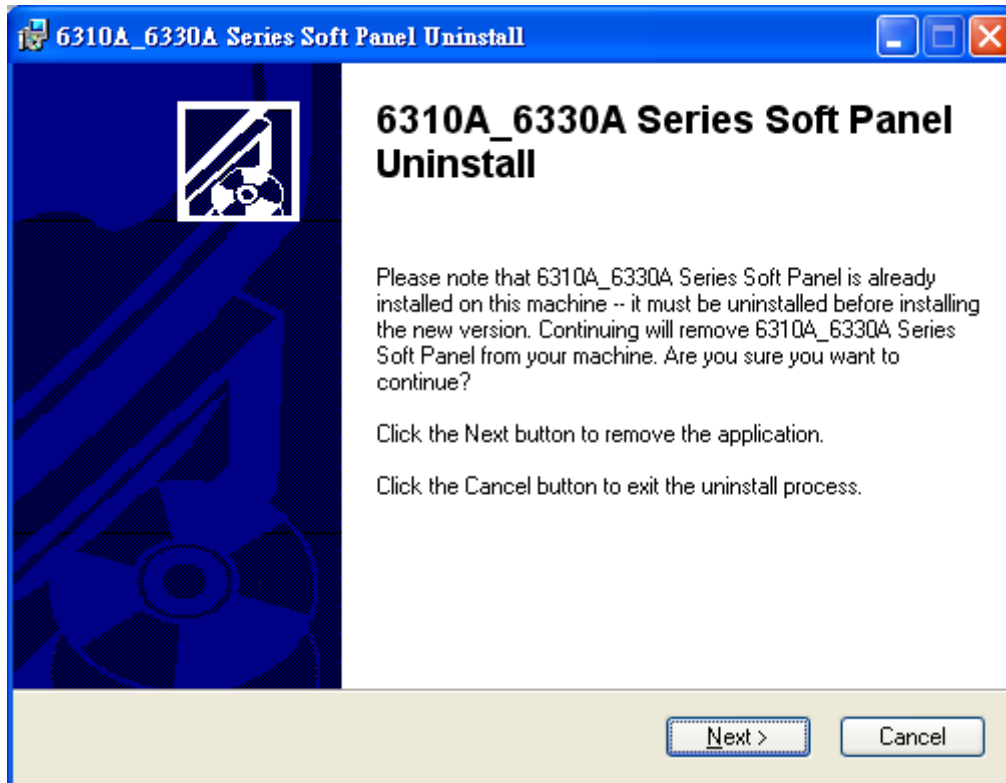 6310A_6330A Series Soft Panel Uninstall
6310A_6330A Series Soft Panel
Uninstall
Please note that 6310A_6330A Series Soft Panel is already
installed on this machine -- it must be uninstalled before installing
the new version. Continuing will remove 6310A_6330A Series
Soft Panel from your machine. Are you sure you want to
continue?
Click the Next button to remove the application.
Click the Cancel button to exit the uninstall process.
Next >
Cancel